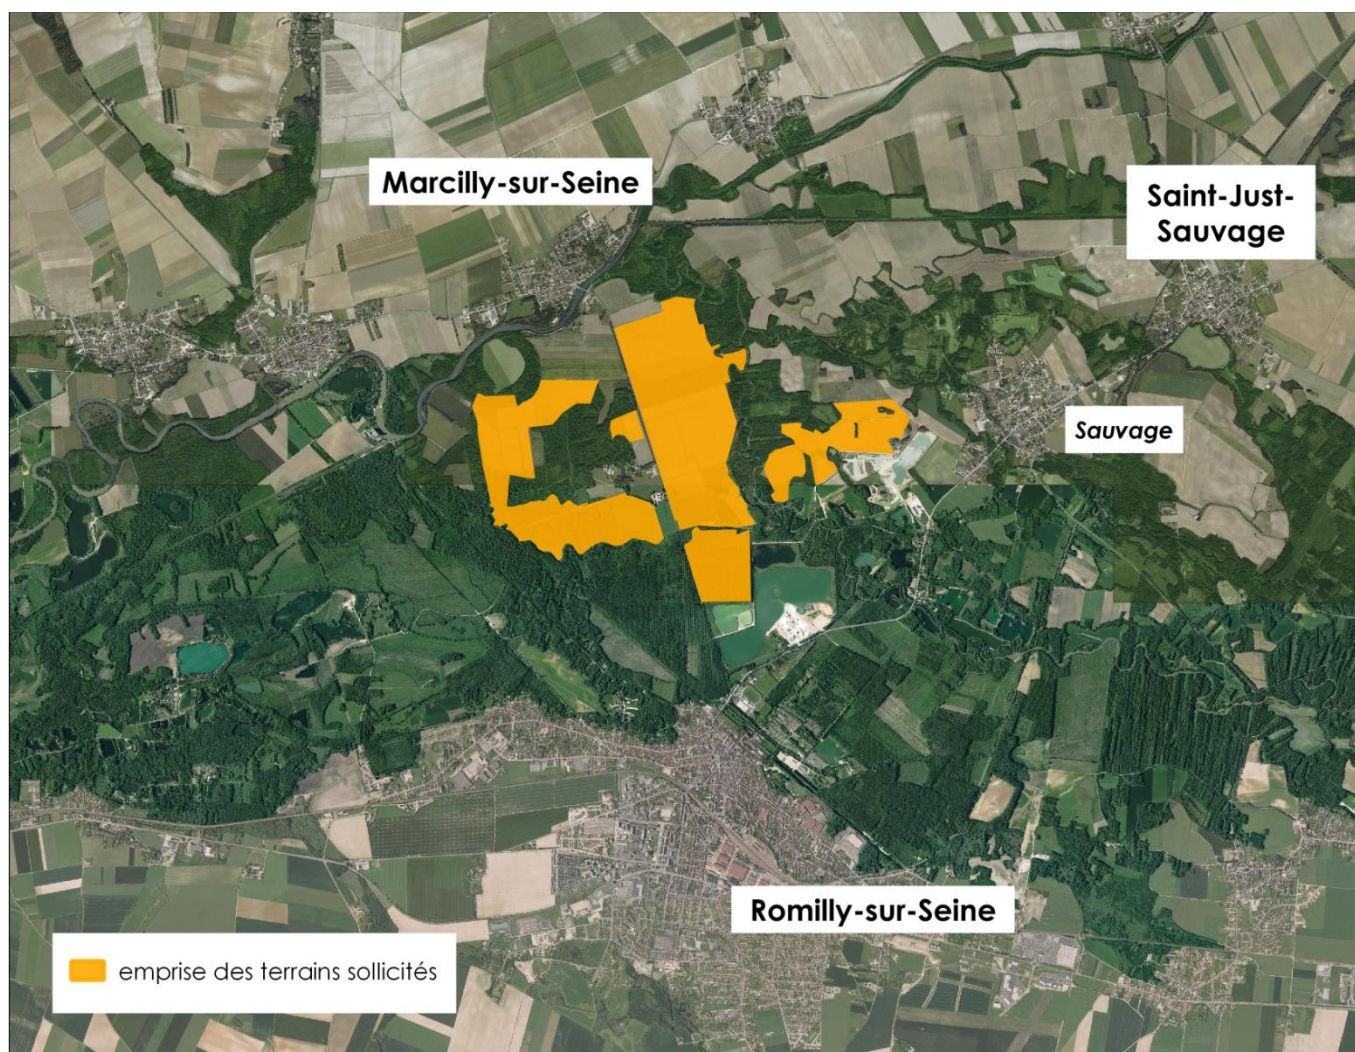 Marcilly-sur-Seine
Saint-Just-
Sauvage
Sauvage
Romilly-sur-Seine
emprise des terrains sollicités